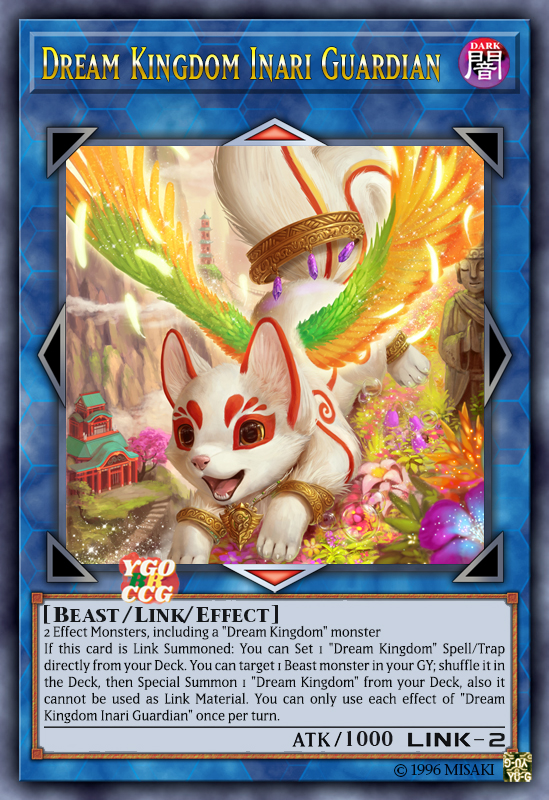 DREAM KINGDOM INARI GUARDIAN
DARK
闇
YGO
BR
CCG
[BEAST/LINK/EFFECT]
2 Effect Monsters, including a "Dream Kingdom" monster
If this card is Link Summoned: You can Set 1 "Dream Kingdom" Spell/Trap
directly from your Deck. You can target 1 Beast monster in your GY; shuffle it in
the Deck, then Special Summon 1 "Dream Kingdom" from your Deck, also it
cannot be used as Link Material. You can only use each effect of "Dream
Kingdom Inari Guardian" once per turn.
ATK/1000 LINK-2
© 1996 MISAKI